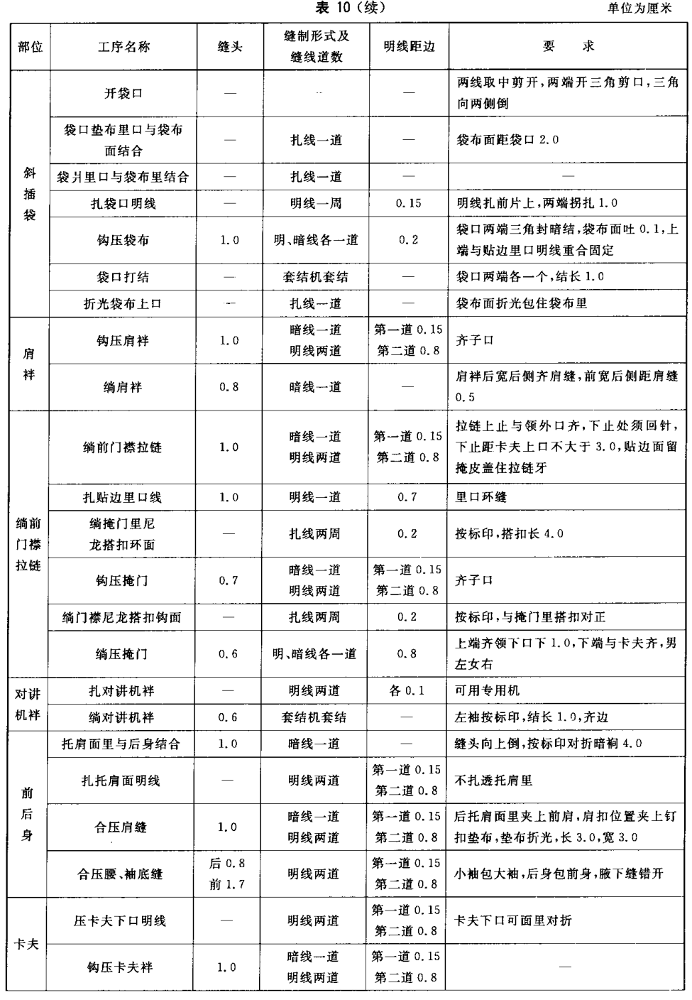 表 10（续）
单位为厘米
部位 工序名称 缝头 缝制形式及缝线道数 明线距边 要 求
斜插袋
开袋口 — — — 两线取中剪开，两端开三角剪口，三角
向两侧倒
袋口垫布里口与袋布
面结合 — 扎线一道 — 袋布面距袋口 2.0
袋爿里口与袋布里结合 — 扎线一道 — —
扎袋口明线 — 明线一周 0.15 明线扎前片上，两端拐扎 1.0
钩压袋布 1.0 明、暗线各一道 0.2 袋口两端三角封暗结，袋布面吐 0.1，上
端与贴边里口明线重合固定
袋口打结 — 套结机套结 — 袋口两端各一个，结长 1.0
折光袋布上口 — 扎线一道 — 袋布面折光包住袋布里
肩袢
钩压肩袢 1.0 暗线一道 第一道 0.15 齐子口
明线两道 第二道 0.8
绱肩袢 0.8 暗线一道 — 肩袢后宽后侧齐肩缝，前宽后侧距肩缝
0.5
绱前门襟拉链
绱前门襟拉链 1.0 暗线一道 第一道 0.15 拉链上止与领外口齐，下止处须回针，
明线两道 第二道 0.8 下止距卡夫上口不大于 3.0，贴边面留
掩皮盖住拉链牙
扎贴边里口线 1.0 明线一道 0.7 里口环缝
绱掩门里尼
龙搭扣环面 — 扎线两周 0.2 按标印，搭扣长 4.0
钩压掩门 0.7 暗线一道 第一道 0.15 齐子口
明线两道 第二道 0.8
绱门襟尼龙搭扣钩面 — 扎线两周 0.2 按标印，与掩门里搭扣对正
绱压掩门 0.6 明、暗线各一道 0.8 上端齐领下口下 1.0，下端与卡夫齐，男
左女右
对讲机袢
扎对讲机袢 — 明线两道 各 0.1 可用专用机
绱对讲机袢 0.6 套结机套结 — 左袖按标印，结长 1.0，齐边
前后身
托肩面里与后身结合 1.0 暗线一道 — 缝头向上倒，按标印对折暗裥 4.0
扎托肩面明线 — 明线两道 第一道 0.15 不扎透托肩里
第二道 0.8
合压肩缝 1.0 暗线一道 第一道 0.15 后托肩面里夹上前肩，肩扣位置夹上钉
明线两道 第二道 0.8 扣垫布，垫布折光，长 3.0，宽 3.0
合压腰、袖底缝 后 0.8 明线两道 第一道 0.15 小袖包大袖，后身包前身，腋下缝错开
前 1.7 第二道 0.8
卡夫
压卡夫下口明线 — 明线两道 第一道 0.15 卡夫下口可面里对折
第二道 0.8
钩压卡夫袢 1.0 暗线一道 第一道 0.15 —
明线两道 第二道 0.8